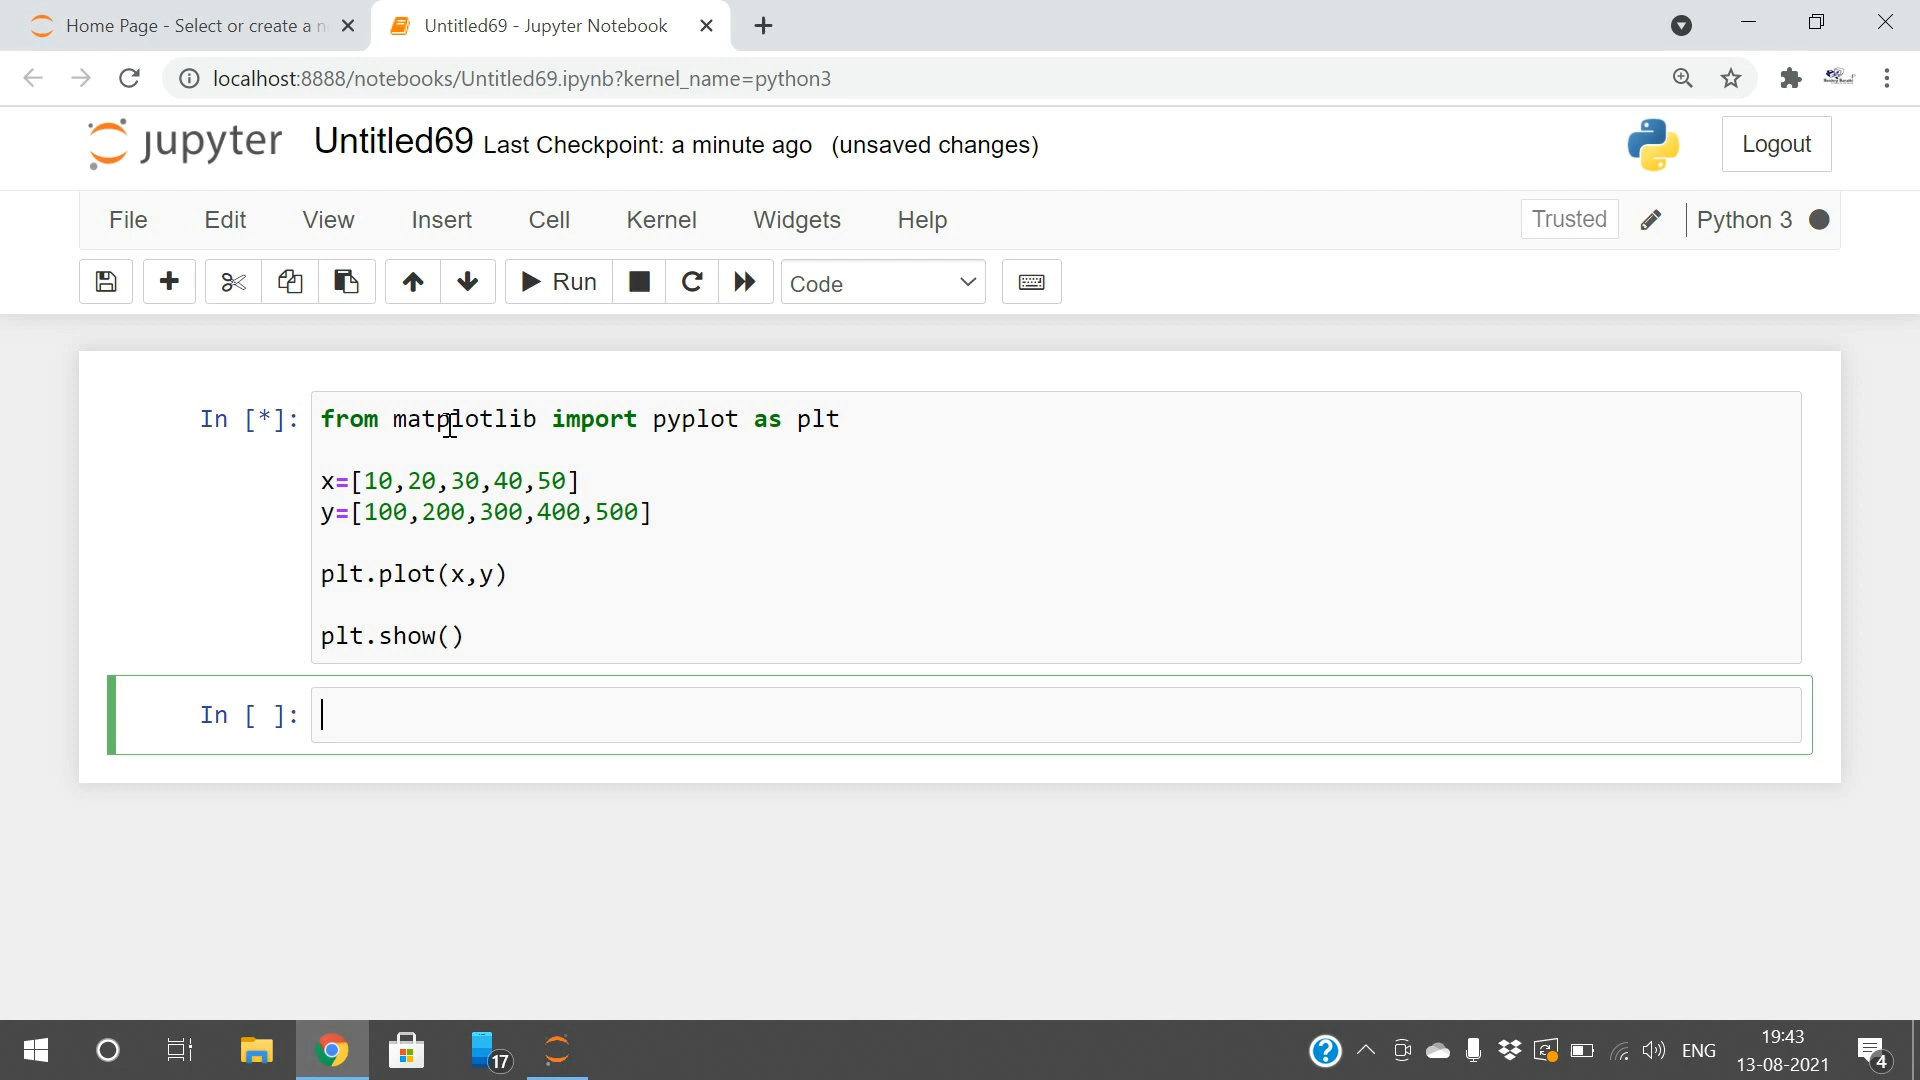 Home Page - Select or create a n
Untitled69 - Jupyter Notebook
localhost:8888/notebooks/Untitled69.ipynb?kernel_name=python3
jupyter Untitled69 Last Checkpoint: a minute ago (unsaved changes)
Logout
File Edit View Insert Cell Kernel Widgets Help
Trusted
Python 3
Run
Code
In [*]: from matplotlib import pyplot as plt
x=[10,20,30,40,50]
y=[100,200,300,400,500]
plt.plot(x,y)
plt.show()
In [ ]:
17
ENG
19:43
13-08-2021
4